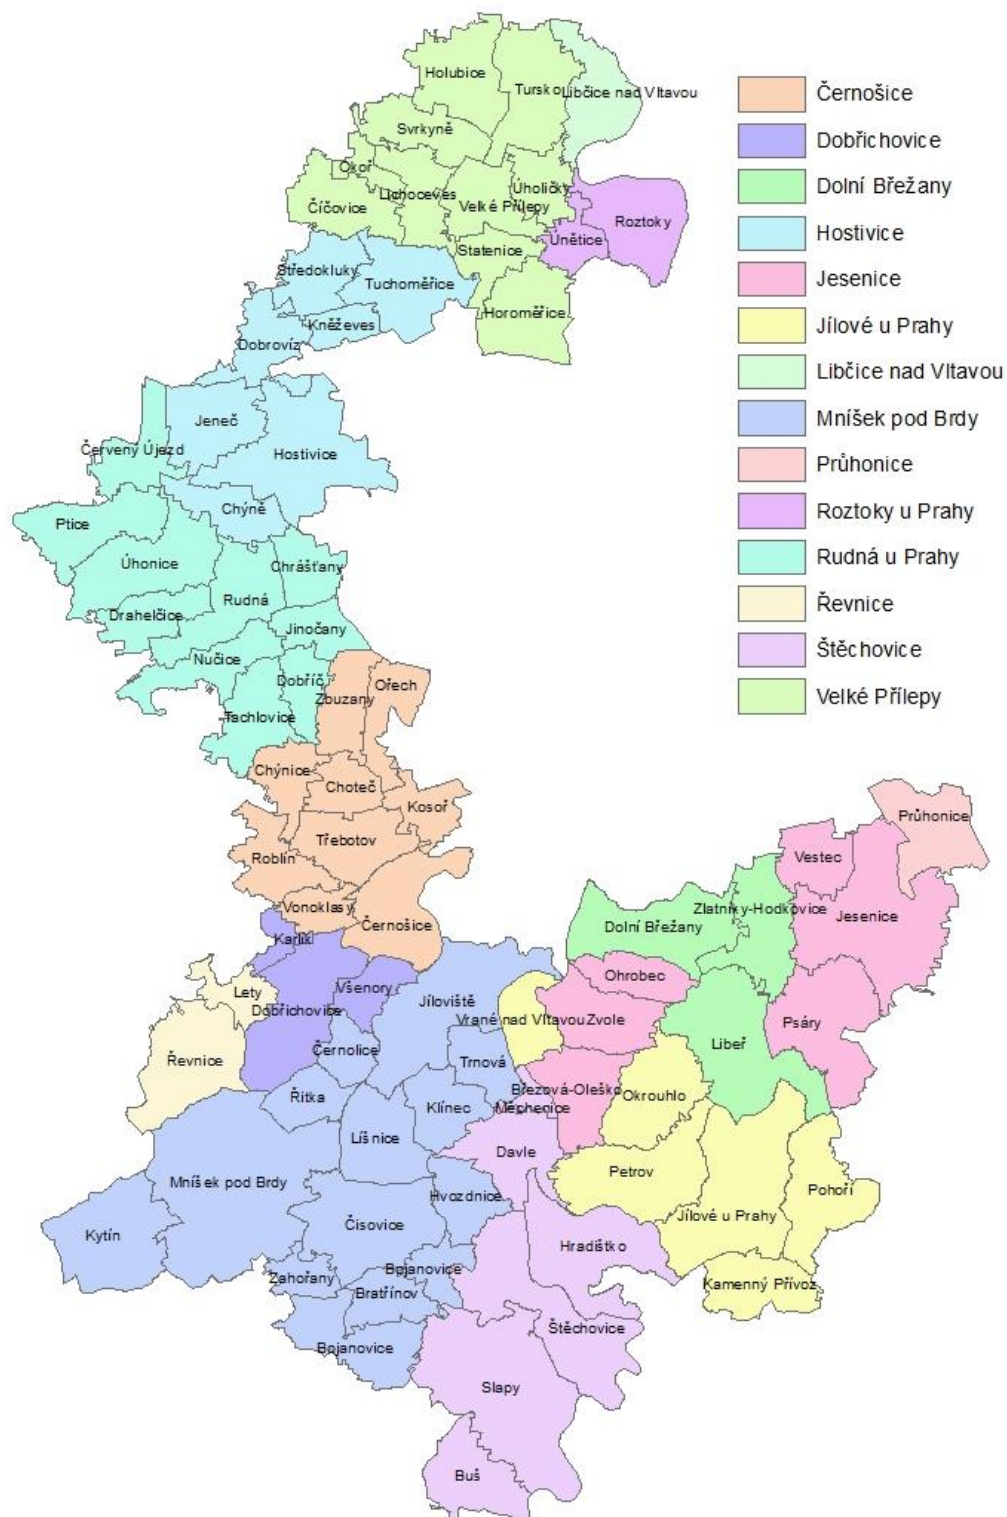 Holubice
Tursko
Libčice nad Vltavou
Svrkyně
Okoř
Lichoceves
Úholičky
Číčovice
Velké Přílepy
Roztoky
Únětice
Statenice
Středokluky
Tuchoměřice
Horoměřice
Kněževes
Dobrovíz
Jeneč
Červený Újezd
Hostivice
Chýně
Ptice
Úhonice
Chrášťany
Rudná
Drahelčice
Jinočany
Nučice
Dobříč
Ořech
Zbuzany
Tachlovice
Chýnice
Choteč
Kosoř
Třebotov
Roblín
Vonoklasy
Černošice
Karlík
Lety
Všenory
Dobřichovice
Řevnice
Černolice
Jíloviště
Vrané nad Vltavou
Trnová
Řitka
Klínec
Líšnice
Průhonice
Vestec
Zlatníky-Hodkovice
Jesenice
Dolní Břežany
Ohrobec
Zvole
Psáry
Libeř
Březová-Oleško
Okrouhlo
Měchenice
Davle
Petrov
Pohoří
Mníšek pod Brdy
Hvozdnice
Jílové u Prahy
Kytín
Čisovice
Hradištko
Bojanovice
Zahořany
Kamenný Přívoz
Bratřínov
Štěchovice
Bojanovice
Slapy
Buš
Černošice
Dobřichovice
Dolní Břežany
Hostivice
Jesenice
Jílové u Prahy
Libčice nad Vltavou
Mníšek pod Brdy
Průhonice
Roztoky u Prahy
Rudná u Prahy
Řevnice
Štěchovice
Velké Přílepy